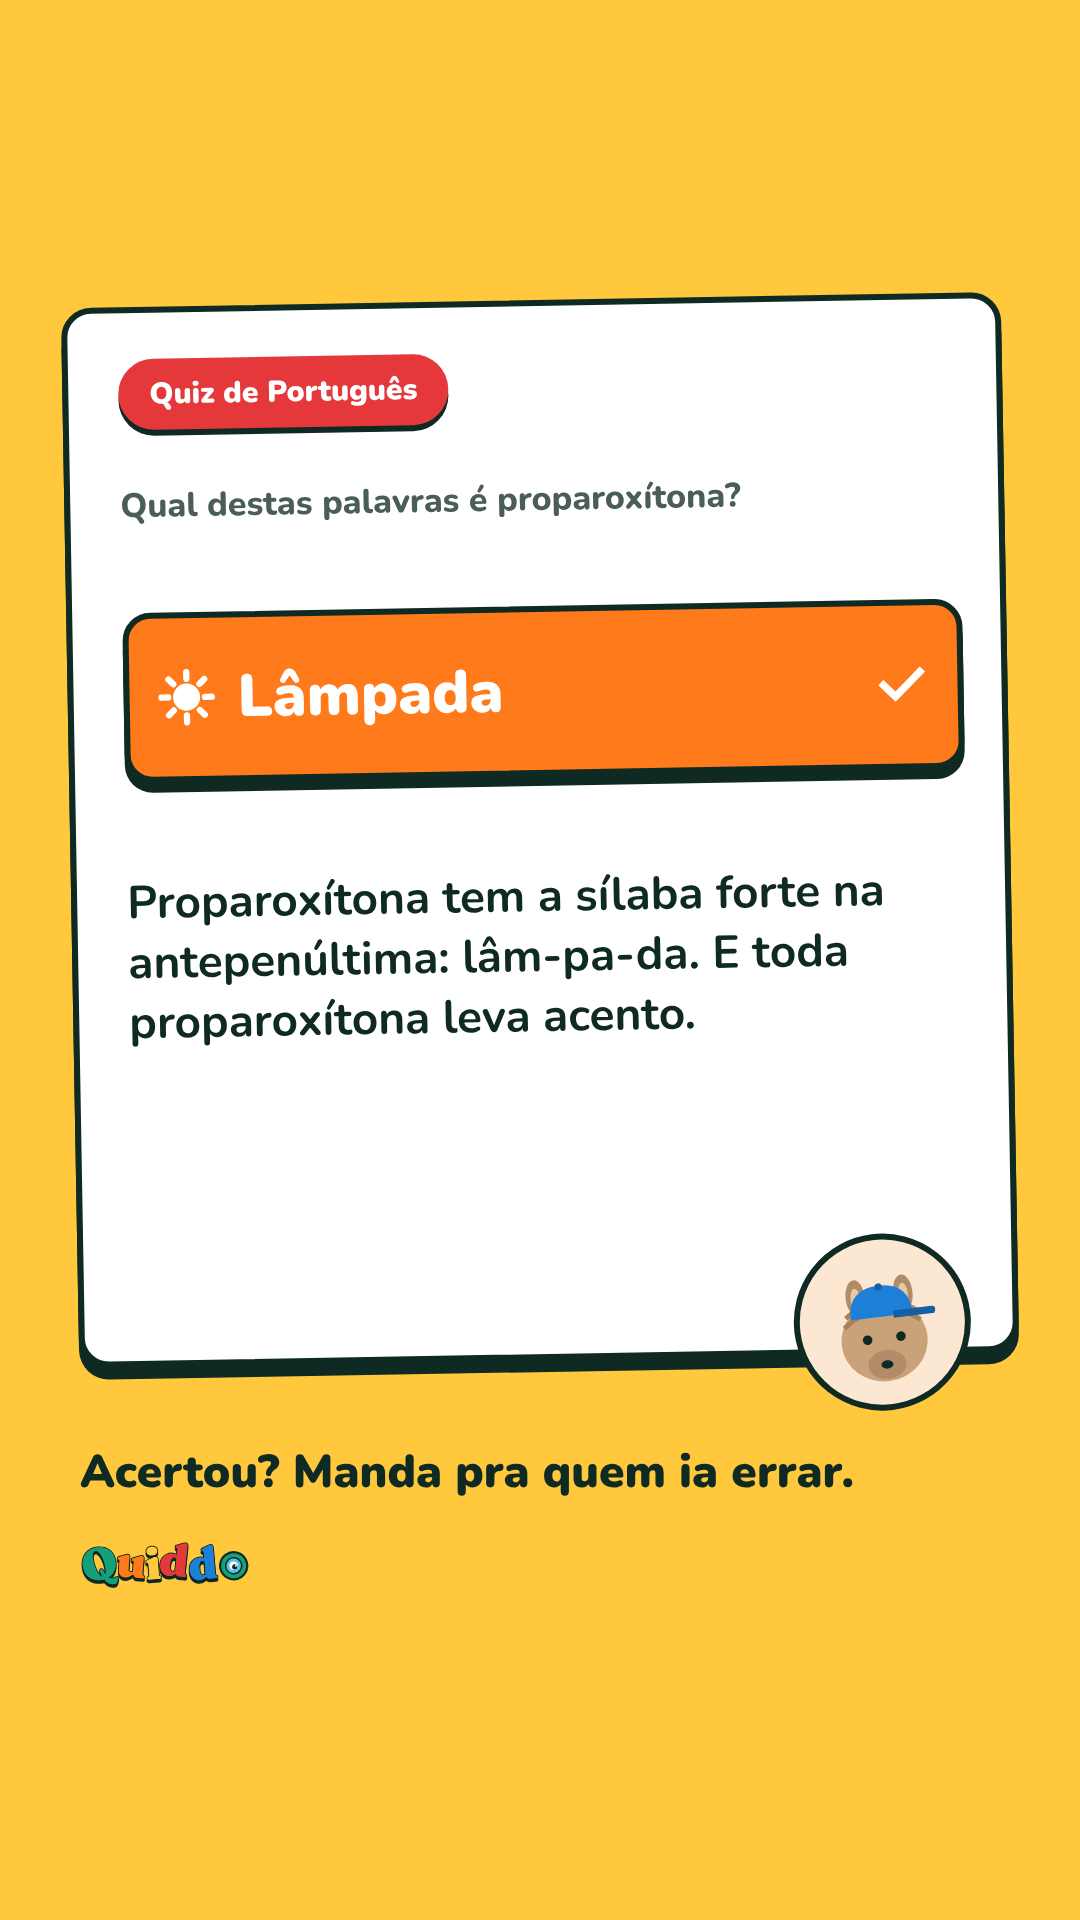 Quiz de Português
Qual destas palavras é proparoxítona?
Lâmpada
Proparoxítona tem a sílaba forte na
antepenúltima: lâm-pa-da. E toda
proparoxítona leva acento.
Acertou? Manda pra quem ia errar.
Quiddo